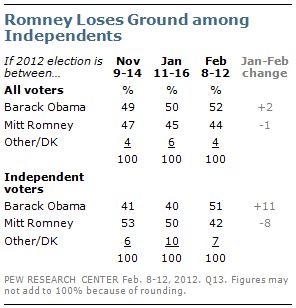 Romney Loses Ground among
Independents
If 2012 election is between... Nov 9-14 Jan 11-16 Feb 8-12 Jan-Feb change
All voters % % %
Barack Obama 49 50 52 +2
Mitt Romney 47 45 44 -1
Other/DK 4 6 4
100 100 100
Independent
voters
Barack Obama 41 40 51 +11
Mitt Romney 53 50 42 -8
Other/DK 6 10 7
100 100 100
PEW RESEARCH CENTER Feb. 8-12, 2012. Q13. Figures may
not add to 100% because of rounding.